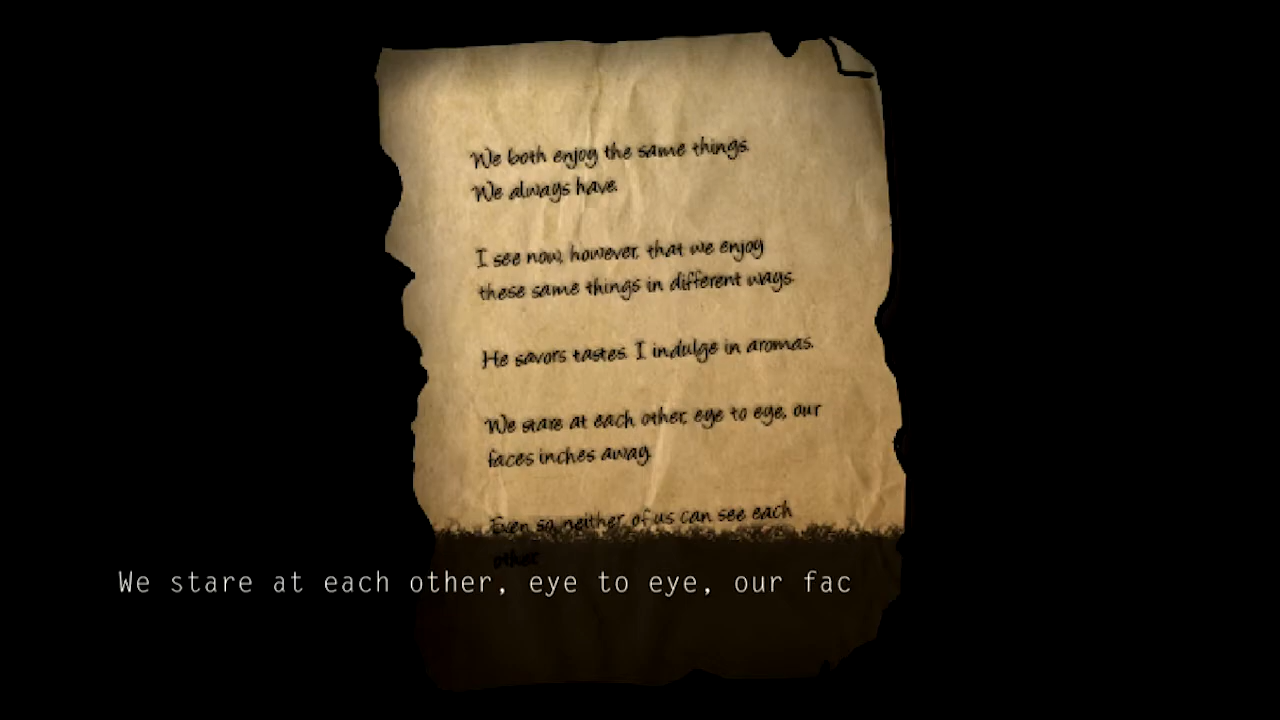 We both enjoy the same things.
We always have.
I see now, however, that we enjoy
these same things in different ways.
He savors tastes. I indulge in aromas.
We stare at each other, eye to eye, our
faces inches away.
Even so, neither of us can see each
other.
We stare at each other, eye to eye, our fac